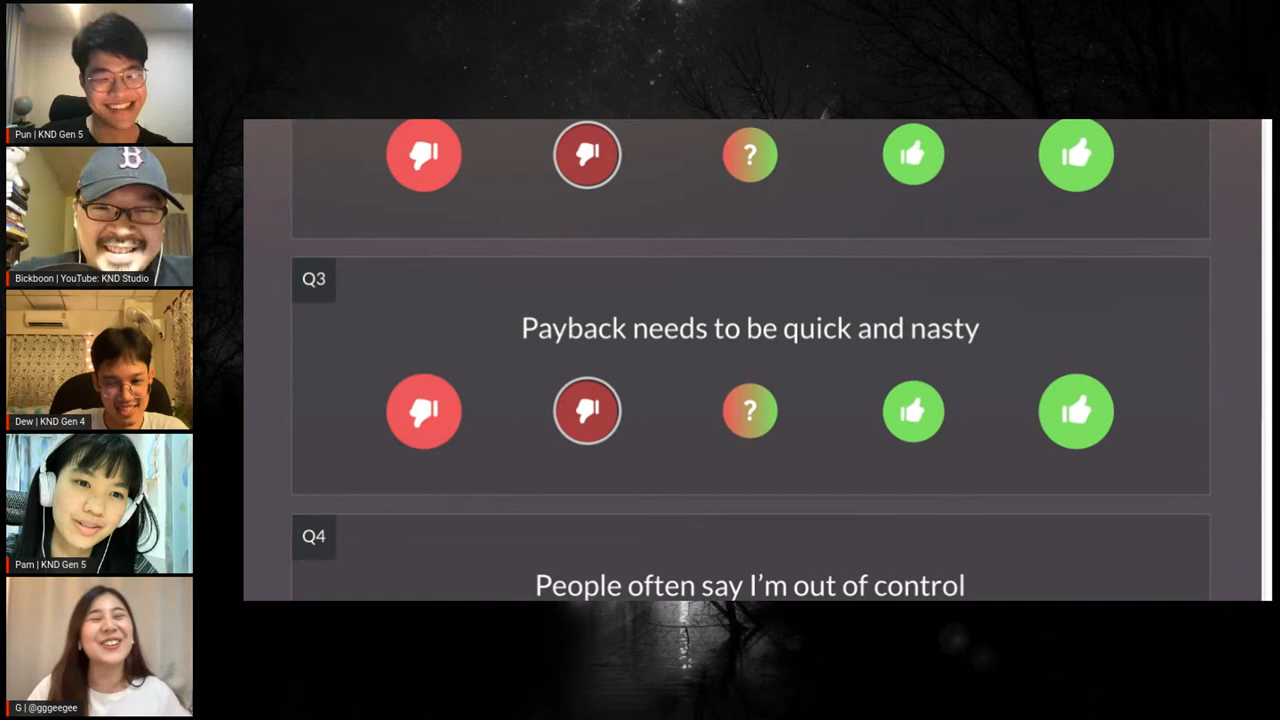 Pun | KND Gen 5
B
Bickboon | YouTube: KND Studio
Dew | KND Gen 4
Pam | KND Gen 5
G | @gggeegee
?
Q3
Payback needs to be quick and nasty
?
Q4
People often say I'm out of control